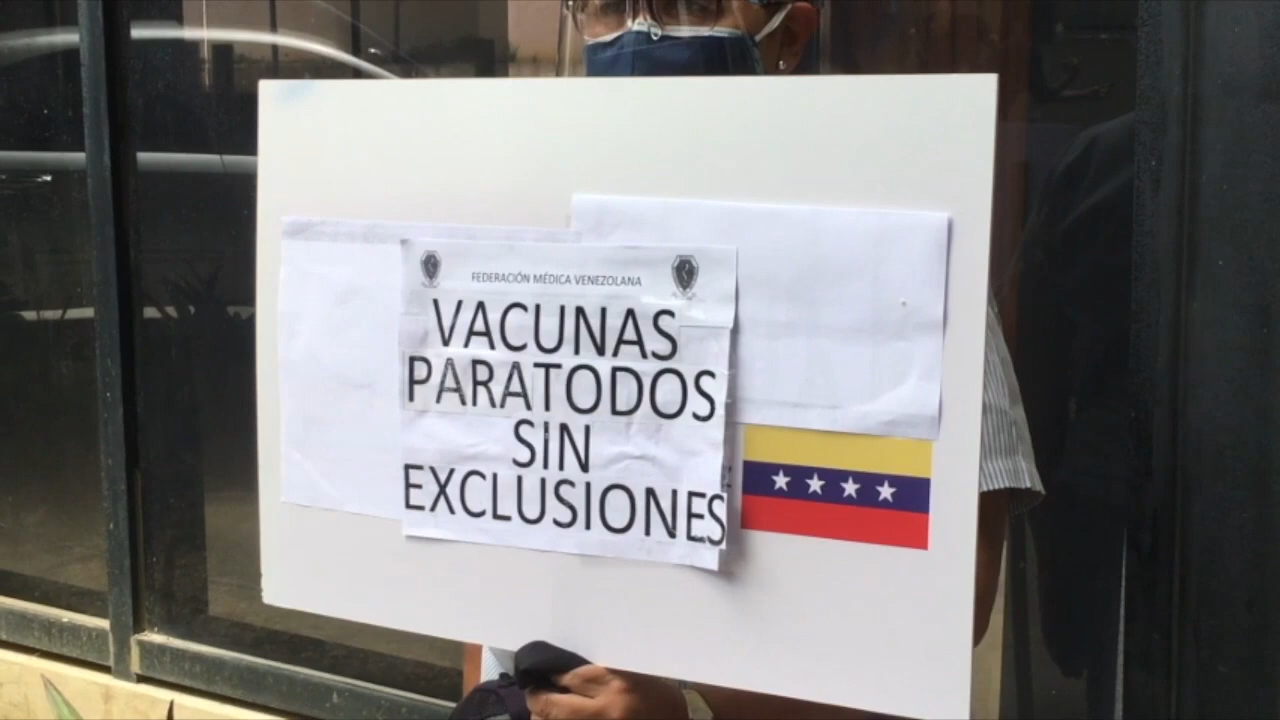 FEDERACIÓN MÉDICA VENEZOLANA
VACUNAS
PARATODOS
SIN
EXCLUSIONES